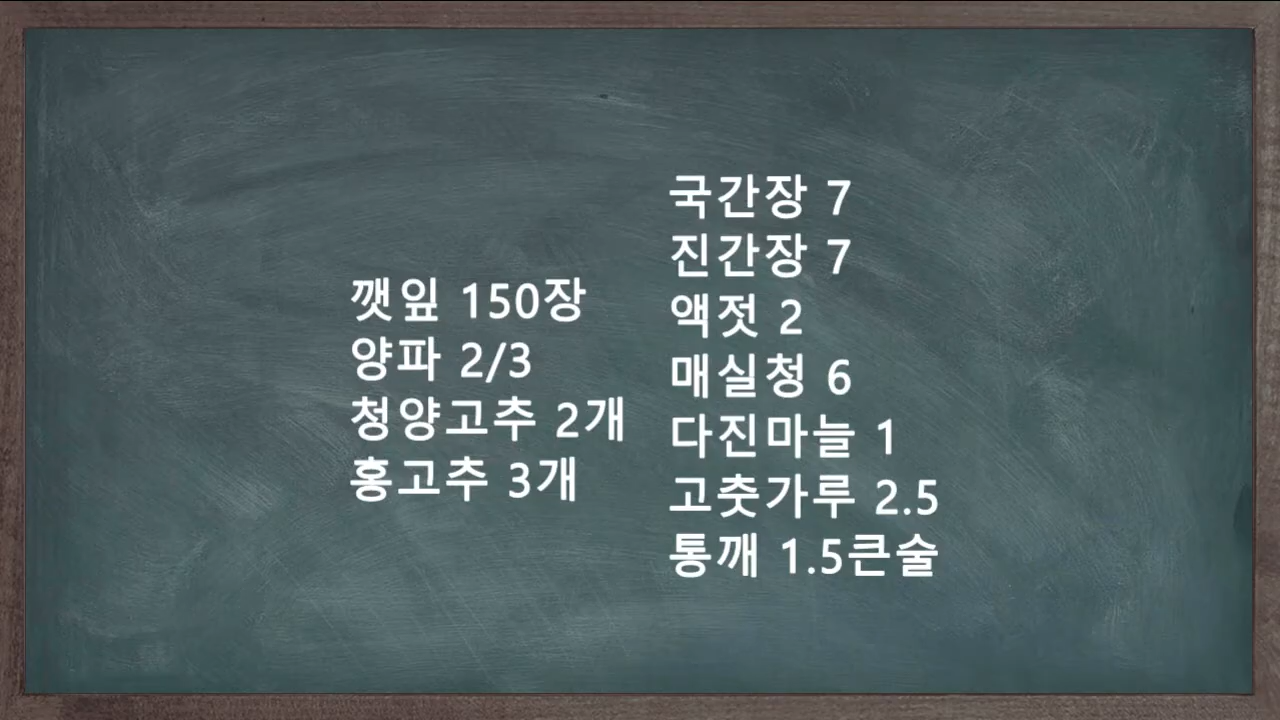 깻잎 150장
양파 2/3
청양고추 2개
홍고추 3개
국간장 7
진간장 7
액젓 2
매실청 6
다진마늘 1
고춧가루 2.5
통깨 1.5큰술